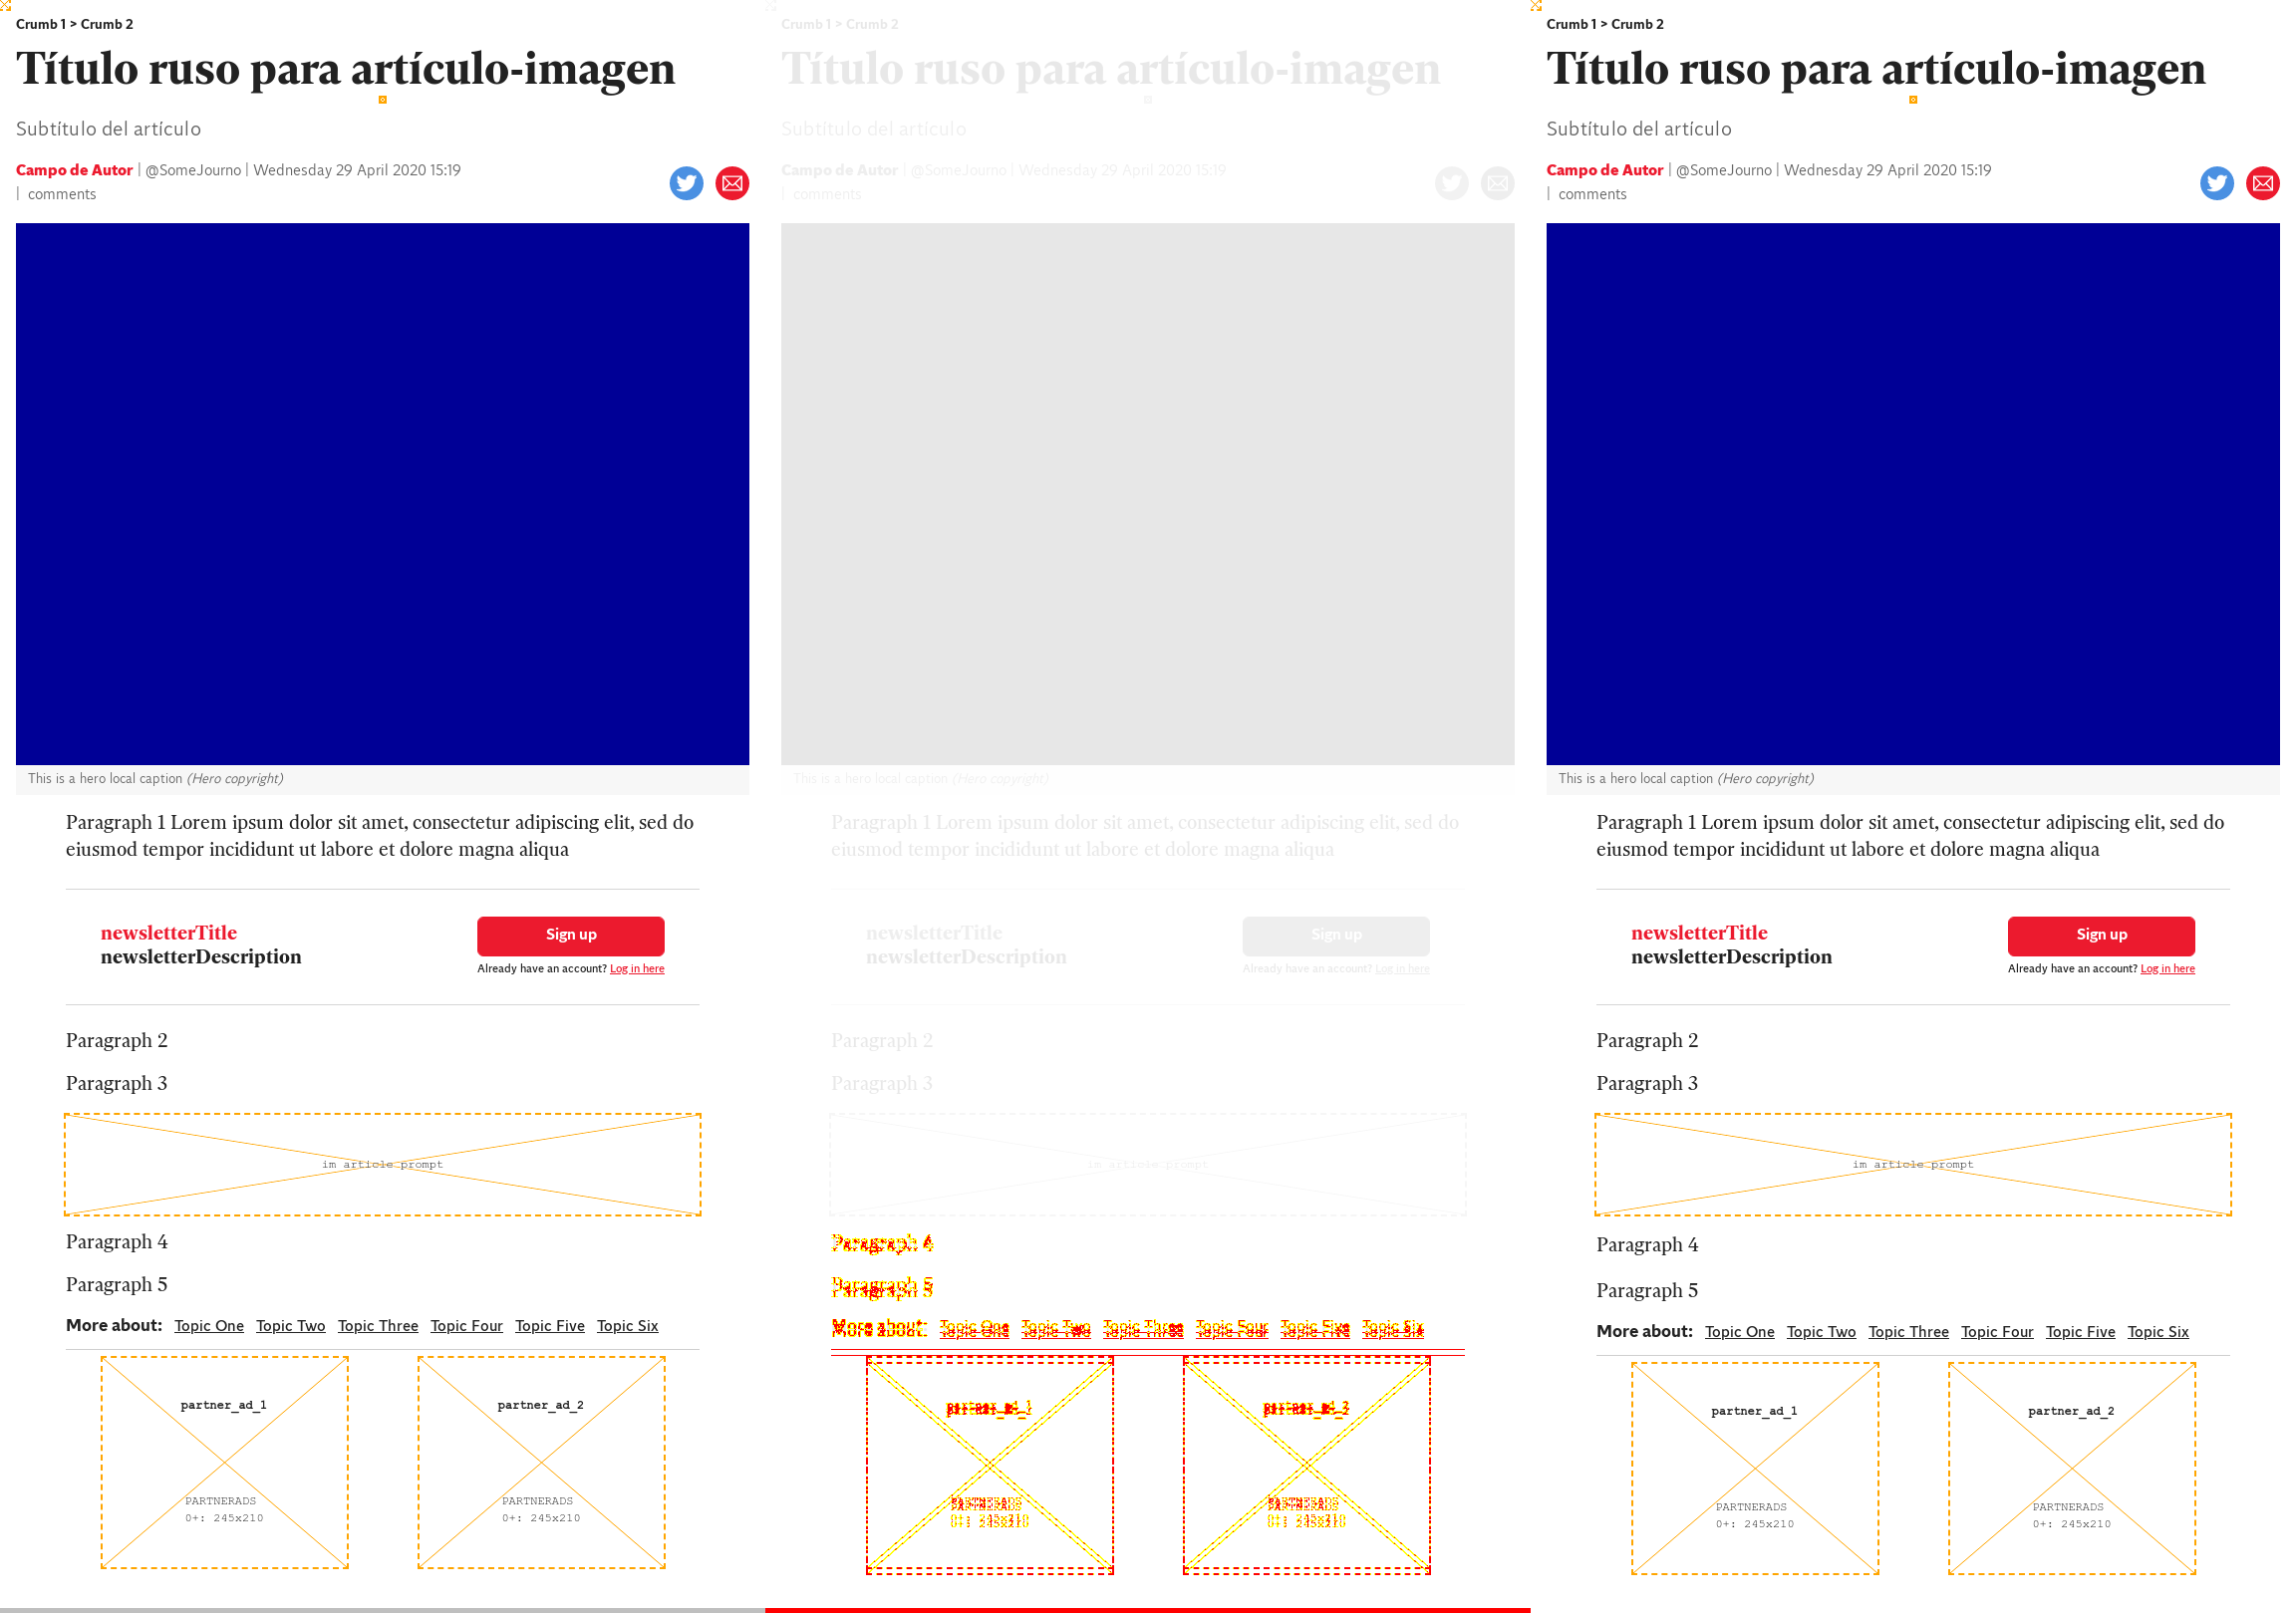 Crumb 1 > Crumb 2
Título ruso para artículo-imagen
Subtítulo del artículo
Campo de Autor | @SomeJourno | Wednesday 29 April 2020 15:19
| comments
This is a hero local caption (Hero copyright)
Paragraph 1 Lorem ipsum dolor sit amet, consectetur adipiscing elit, sed do
eiusmod tempor incididunt ut labore et dolore magna aliqua
newsletterTitle
newsletterDescription
Sign up
Already have an account? Log in here
Paragraph 2
Paragraph 3
im article prompt
Paragraph 4
Paragraph 5
More about: Topic One Topic Two Topic Three Topic Four Topic Five Topic Six
partner_ad_1
PARTNERADS
0+: 245x210
partner_ad_2
PARTNERADS
0+: 245x210
Crumb 1 > Crumb 2
Título ruso para artículo-imagen
Subtítulo del artículo
Campo de Autor | @SomeJourno | Wednesday 29 April 2020 15:19
| comments
This is a hero local caption (Hero copyright)
Paragraph 1 Lorem ipsum dolor sit amet, consectetur adipiscing elit, sed do
eiusmod tempor incididunt ut labore et dolore magna aliqua
newsletterTitle
newsletterDescription
Sign up
Already have an account? Log in here
Paragraph 2
Paragraph 3
im article prompt
Paragraph 4
Paragraph 5
More about: Topic One Topic Two Topic Three Topic Four Topic Five Topic Six
partner_ad_1
PARTNERADS
0+: 245x210
partner_ad_2
PARTNERADS
0+: 245x210
Crumb 1 > Crumb 2
Título ruso para artículo-imagen
Subtítulo del artículo
Campo de Autor | @SomeJourno | Wednesday 29 April 2020 15:19
| comments
This is a hero local caption (Hero copyright)
Paragraph 1 Lorem ipsum dolor sit amet, consectetur adipiscing elit, sed do
eiusmod tempor incididunt ut labore et dolore magna aliqua
newsletterTitle
newsletterDescription
Sign up
Already have an account? Log in here
Paragraph 2
Paragraph 3
im article prompt
Paragraph 4
Paragraph 5
More about: Topic One Topic Two Topic Three Topic Four Topic Five Topic Six
partner_ad_1
PARTNERADS
0+: 245x210
partner_ad_2
PARTNERADS
0+: 245x210